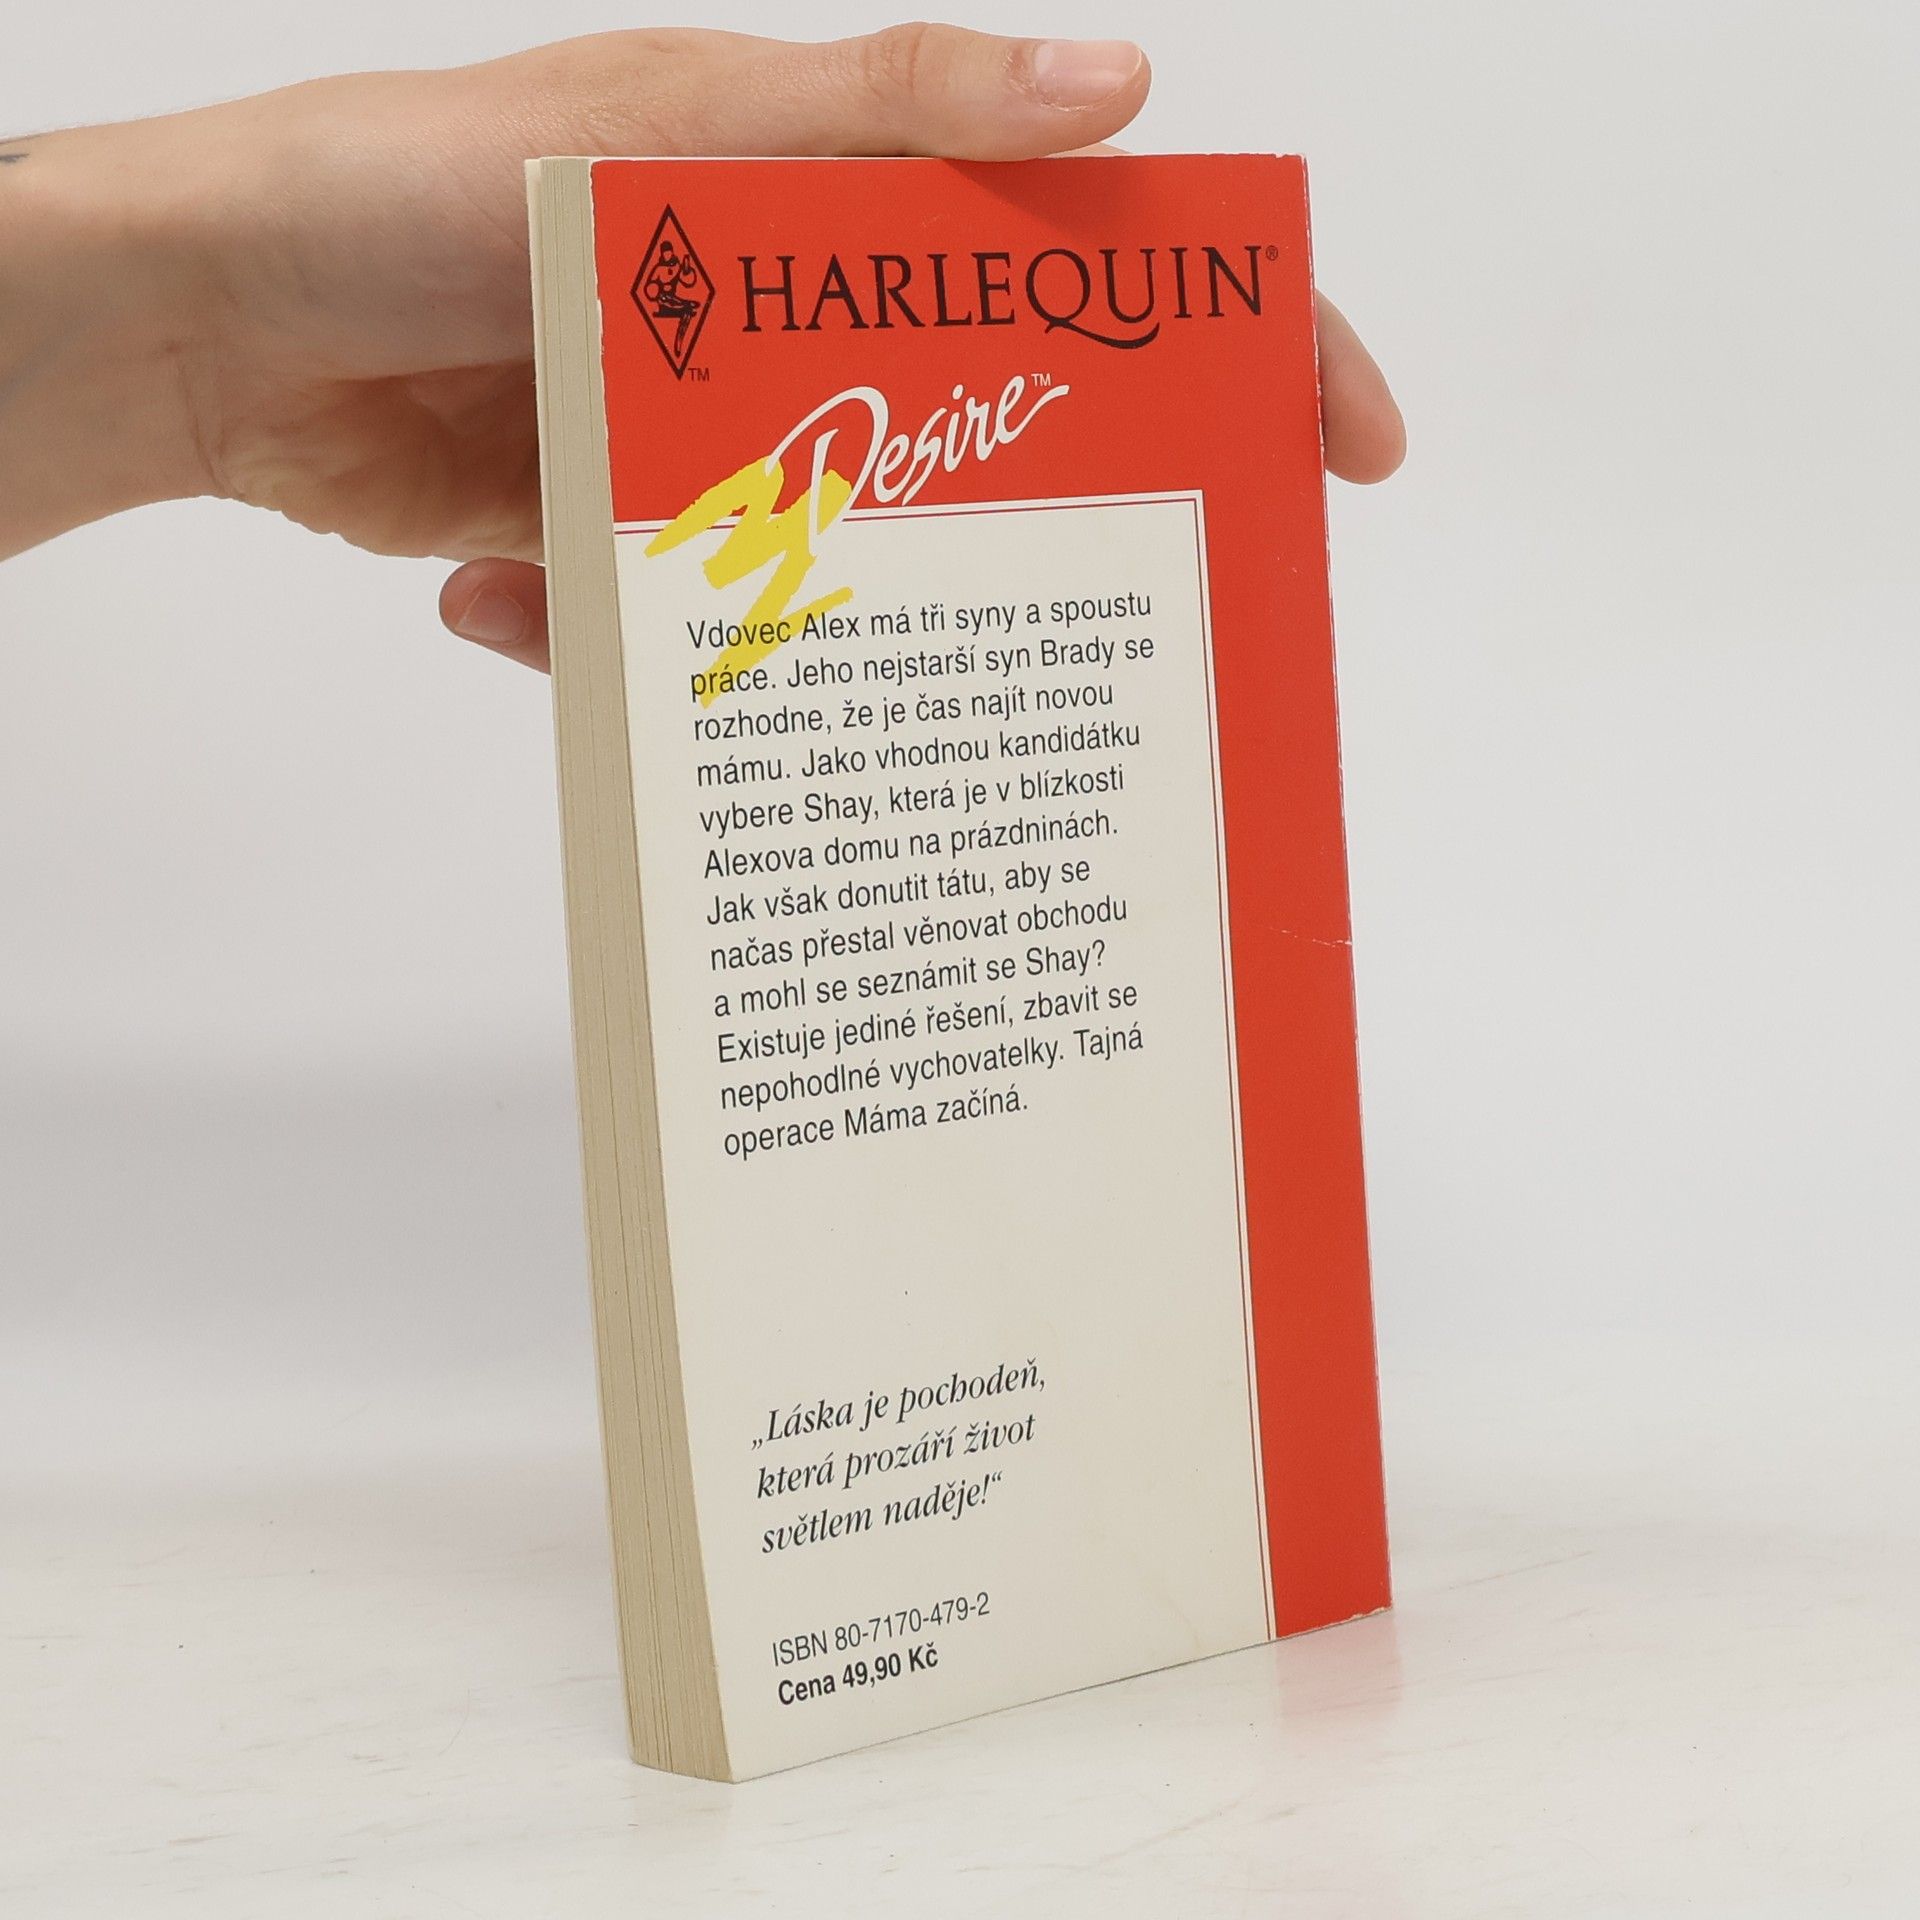 HARLEQUIN®
TM
Desire™
Vdovec Alex má tři syny a spoustu
práce. Jeho nejstarší syn Brady se
rozhodne, že je čas najít novou
mámu. Jako vhodnou kandidátku
vybere Shay, která je v blízkosti
Alexova domu na prázdninách.
Jak však donutit tátu, aby se
načas přestal věnovat obchodu
a mohl se seznámit se Shay?
Existuje jediné řešení, zbavit se
nepohodlné vychovatelky. Tajná
operace Máma začíná.
„Láska je pochodeň,
která prozáří život
světlem naděje!“
ISBN 80-7170-479-2
Cena 49,90 Kč